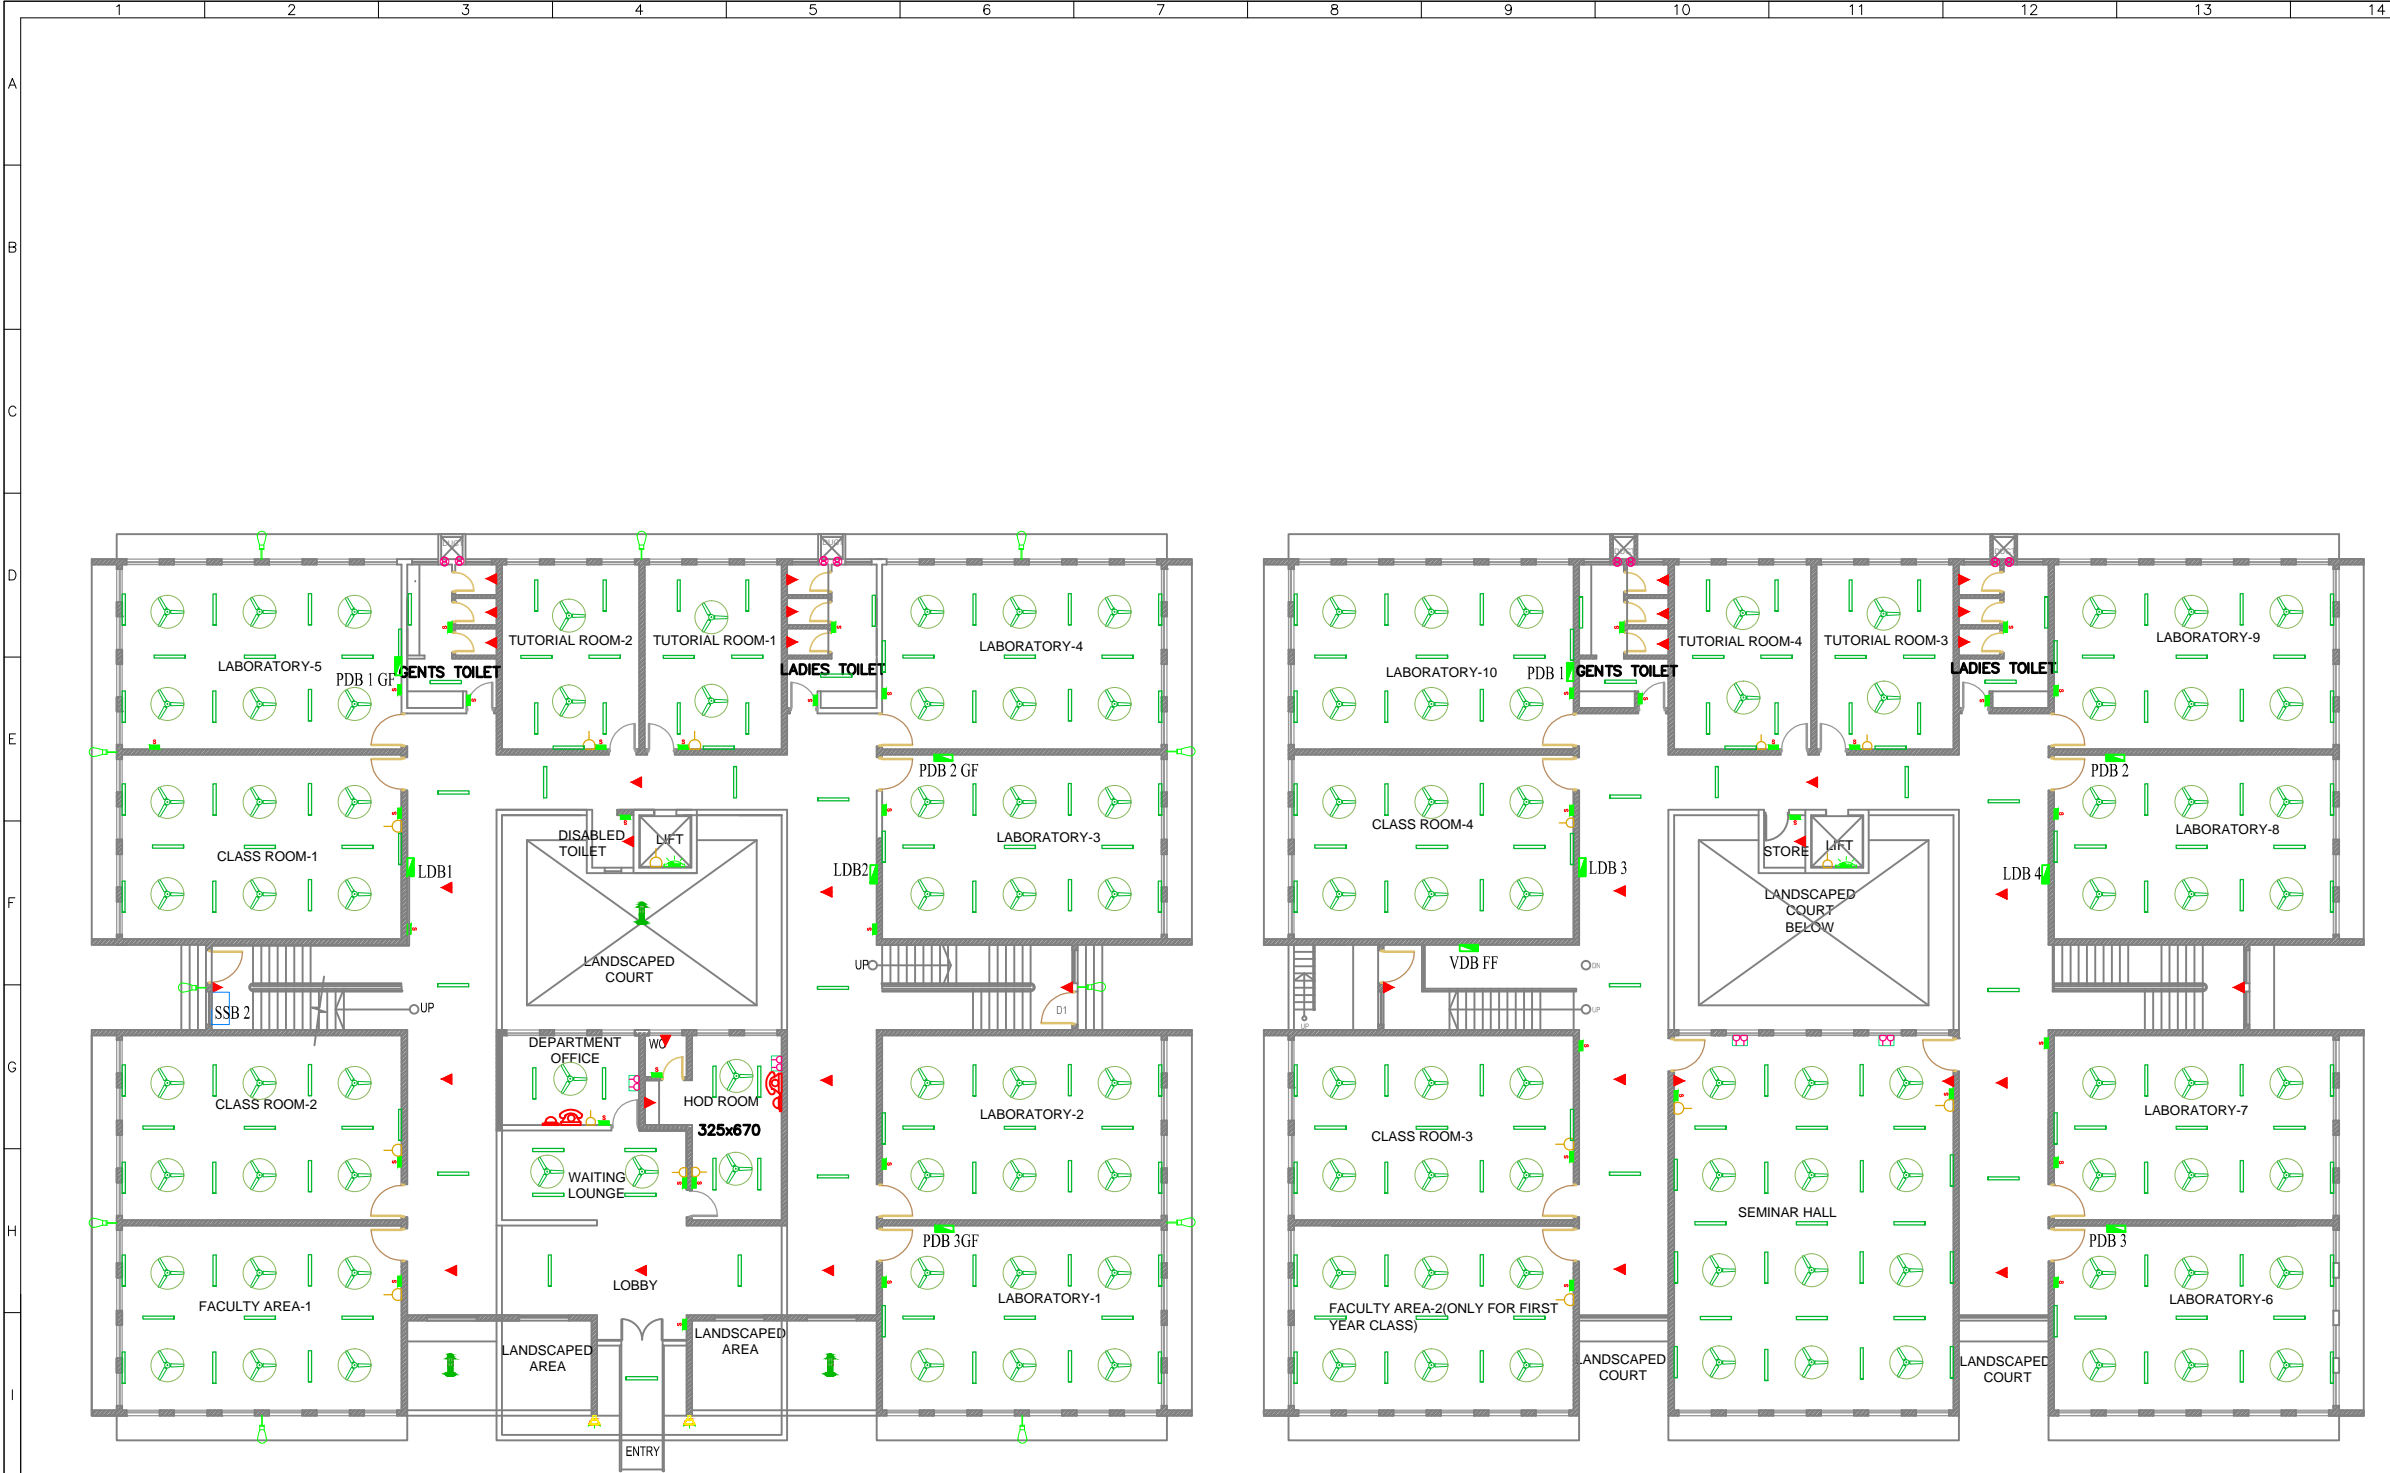 1 2 3 4 5 6 7 8 9 10 11 12 13 14
A
B
C
D
E
F
G
H
I
LABORATORY-5
PDB 1 GF
GENTS TOILET
TUTORIAL ROOM-2
TUTORIAL ROOM-1
LADIES TOILET
LABORATORY-4
PDB 2 GF
CLASS ROOM-1
LDB1
DISABLED
TOILET
LIFT
LDB2
LABORATORY-3
LANDSCAPED
COURT
UP
UP
SSB 2
D1
CLASS ROOM-2
DEPARTMENT
OFFICE
WC
HOD ROOM
325x670
LABORATORY-2
WAITING
LOUNGE
PDB 3GF
FACULTY AREA-1
LOBBY
LABORATORY-1
LANDSCAPED
AREA
LANDSCAPED
AREA
ENTRY
LABORATORY-10
PDB 1
GENTS TOILET
TUTORIAL ROOM-4
TUTORIAL ROOM-3
LADIES TOILET
LABORATORY-9
PDB 2
CLASS ROOM-4
LDB 3
STORE
LIFT
LDB 4
LABORATORY-8
LANDSCAPED
COURT
BELOW
VDB FF
DN
UP
UP
CLASS ROOM-3
LABORATORY-7
SEMINAR HALL
PDB 3
FACULTY AREA-2(ONLY FOR FIRST
YEAR CLASS)
LABORATORY-6
LANDSCAPED
COURT
LANDSCAPED
COURT